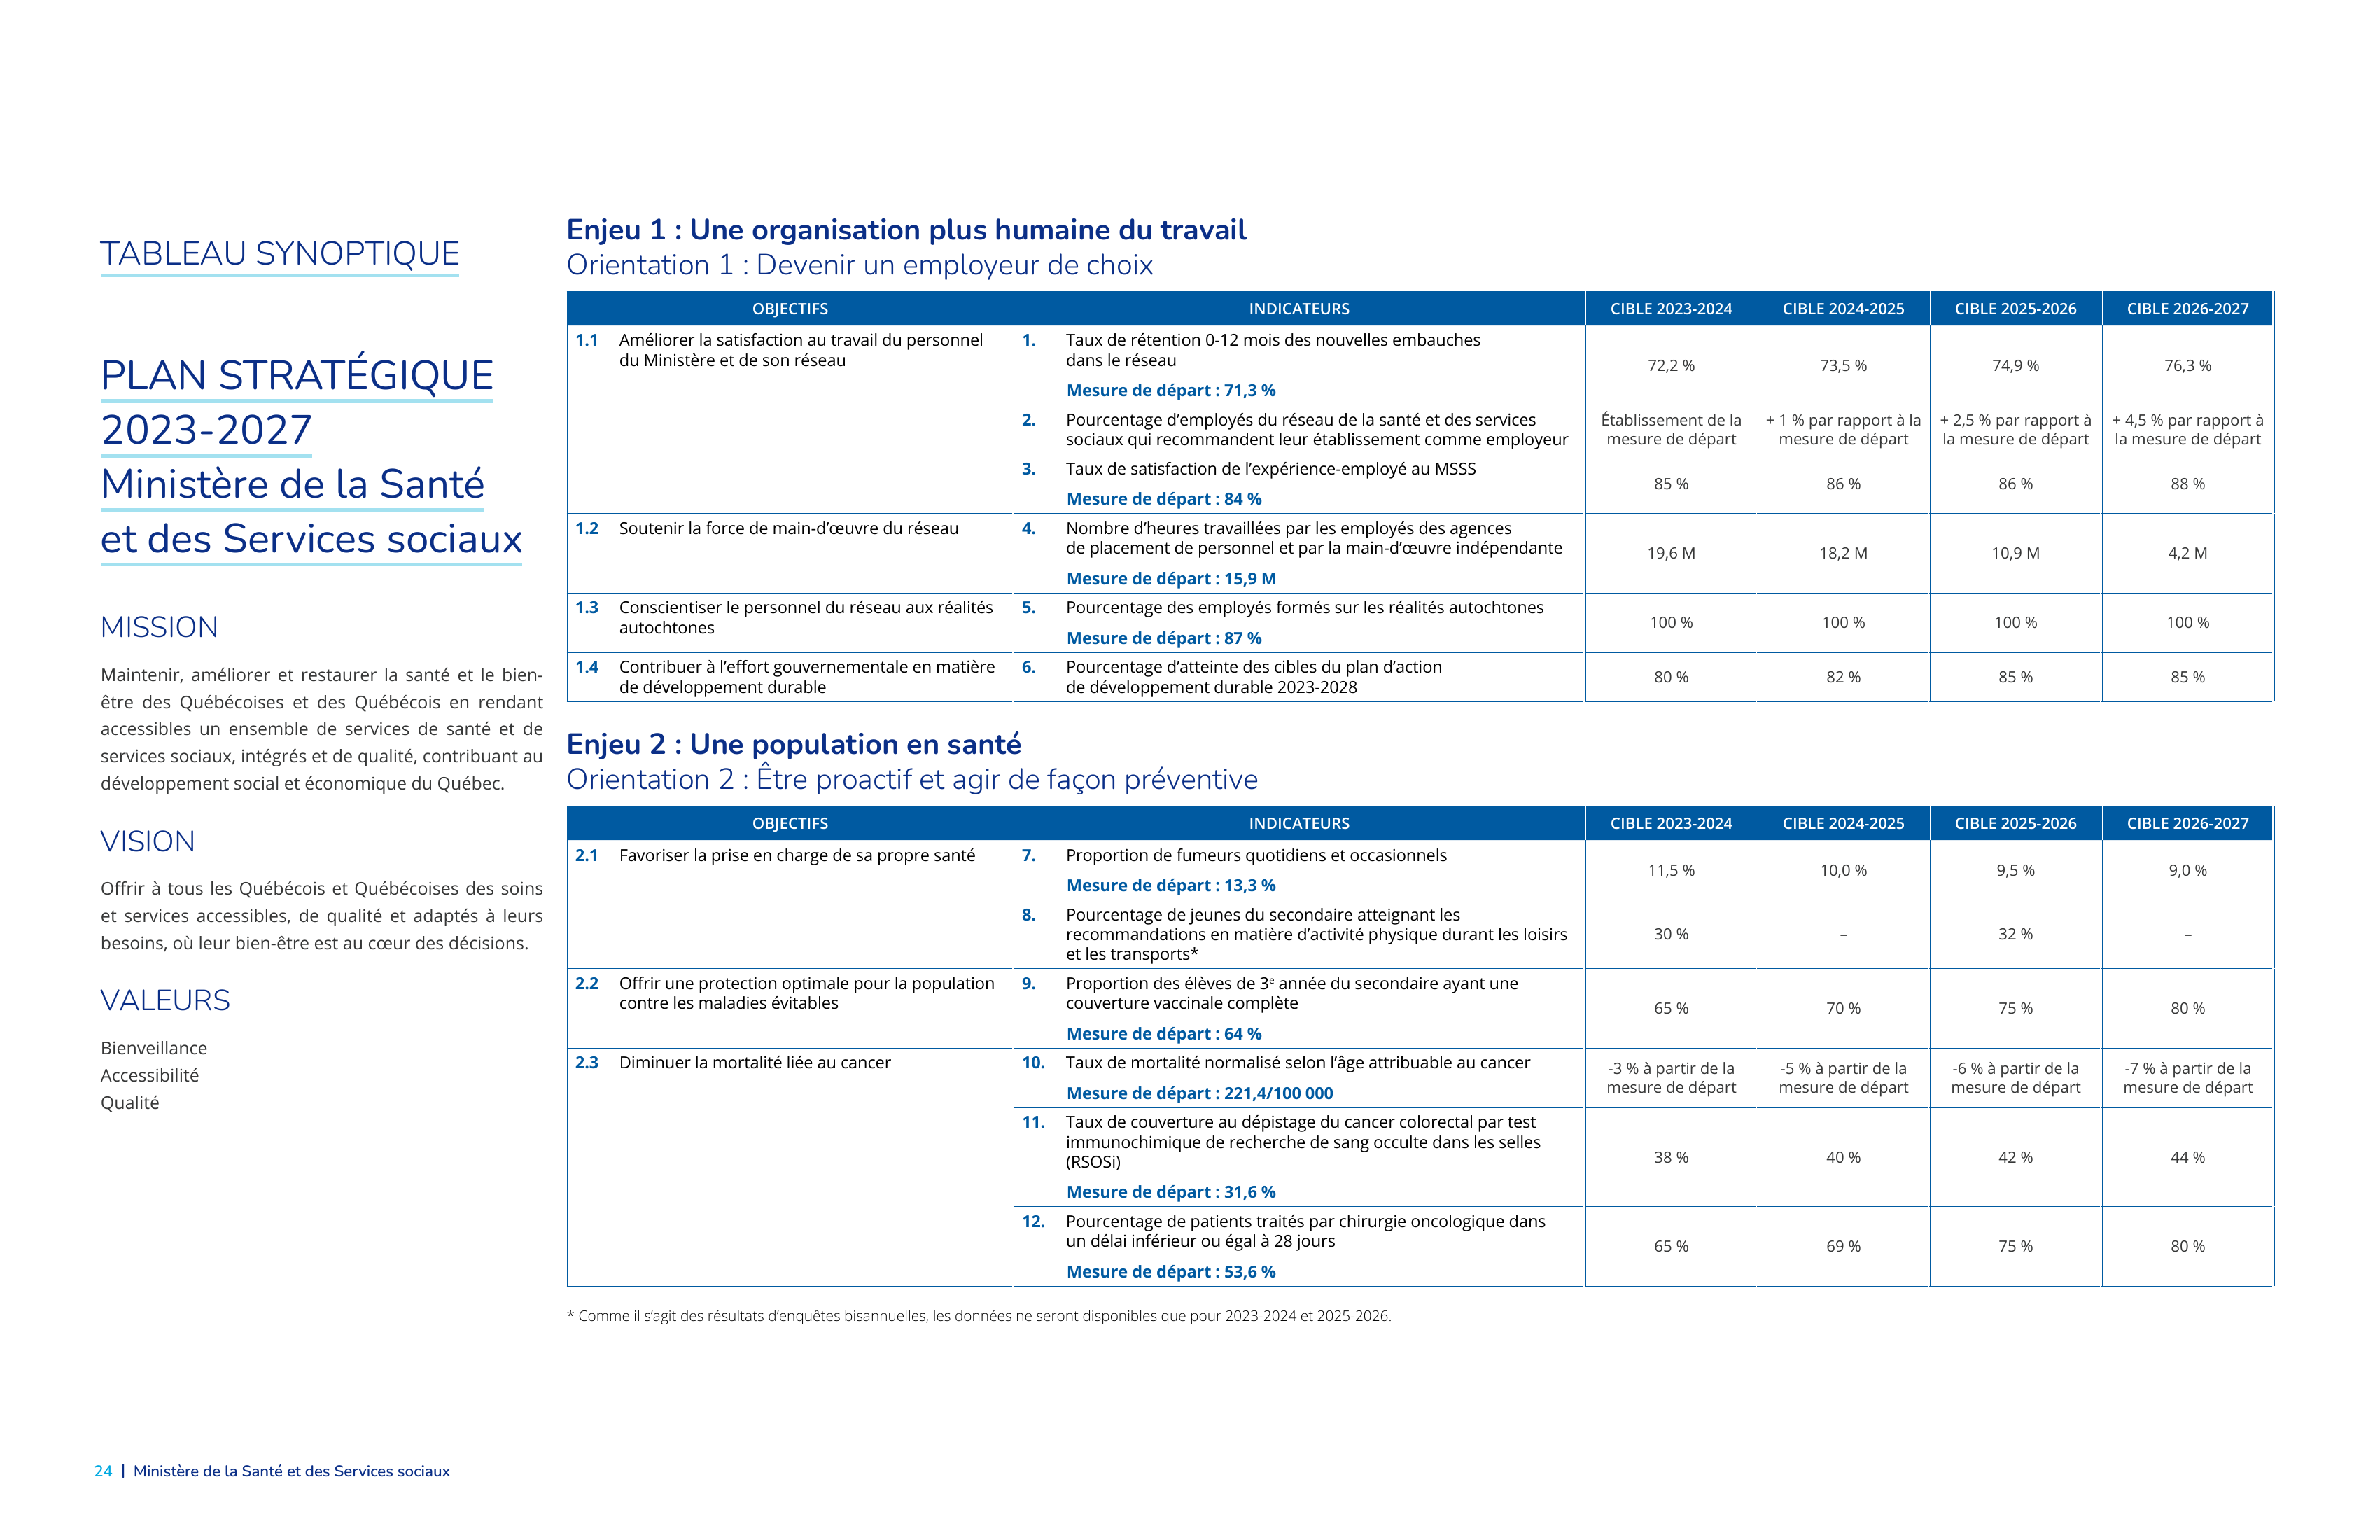 TABLEAU SYNOPTIQUE
PLAN STRATÉGIQUE
2023-2027
Ministère de la Santé
et des Services sociaux
MISSION
Maintenir, améliorer et restaurer la santé et le bien-
être des Québécoises et des Québécois en rendant
accessibles un ensemble de services de santé et de
services sociaux, intégrés et de qualité, contribuant au
développement social et économique du Québec.
VISION
Offrir à tous les Québécois et Québécoises des soins
et services accessibles, de qualité et adaptés à leurs
besoins, où leur bien-être est au cœur des décisions.
VALEURS
Bienveillance
Accessibilité
Qualité
Enjeu 1 : Une organisation plus humaine du travail
Orientation 1 : Devenir un employeur de choix
OBJECTIFS INDICATEURS CIBLE 2023-2024 CIBLE 2024-2025 CIBLE 2025-2026 CIBLE 2026-2027
1.1 Améliorer la satisfaction au travail du personnel
du Ministère et de son réseau
1. Taux de rétention 0-12 mois des nouvelles embauches
dans le réseau
Mesure de départ : 71,3 %
72,2 % 73,5 % 74,9 % 76,3 %
2. Pourcentage d'employés du réseau de la santé et des services
sociaux qui recommandent leur établissement comme employeur
Établissement de la
mesure de départ
+ 1 % par rapport à la
mesure de départ
+ 2,5 % par rapport à
la mesure de départ
+ 4,5 % par rapport à
la mesure de départ
3. Taux de satisfaction de l'expérience-employé au MSSS
Mesure de départ : 84 %
85 % 86 % 86 % 88 %
1.2 Soutenir la force de main-d'œuvre du réseau
4. Nombre d'heures travaillées par les employés des agences
de placement de personnel et par la main-d'œuvre indépendante
Mesure de départ : 15,9 M
19,6 M 18,2 M 10,9 M 4,2 M
1.3 Conscientiser le personnel du réseau aux réalités
autochtones
5. Pourcentage des employés formés sur les réalités autochtones
Mesure de départ : 87 %
100 % 100 % 100 % 100 %
1.4 Contribuer à l'effort gouvernementale en matière
de développement durable
6. Pourcentage d'atteinte des cibles du plan d'action
de développement durable 2023-2028
80 % 82 % 85 % 85 %
Enjeu 2 : Une population en santé
Orientation 2 : Être proactif et agir de façon préventive
OBJECTIFS INDICATEURS CIBLE 2023-2024 CIBLE 2024-2025 CIBLE 2025-2026 CIBLE 2026-2027
2.1 Favoriser la prise en charge de sa propre santé
7. Proportion de fumeurs quotidiens et occasionnels
Mesure de départ : 13,3 %
11,5 % 10,0 % 9,5 % 9,0 %
8. Pourcentage de jeunes du secondaire atteignant les
recommandations en matière d'activité physique durant les loisirs
et les transports*
30 % – 32 % –
2.2 Offrir une protection optimale pour la population
contre les maladies évitables
9. Proportion des élèves de 3e année du secondaire ayant une
couverture vaccinale complète
Mesure de départ : 64 %
65 % 70 % 75 % 80 %
2.3 Diminuer la mortalité liée au cancer
10. Taux de mortalité normalisé selon l'âge attribuable au cancer
Mesure de départ : 221,4/100 000
-3 % à partir de la
mesure de départ
-5 % à partir de la
mesure de départ
-6 % à partir de la
mesure de départ
-7 % à partir de la
mesure de départ
11. Taux de couverture au dépistage du cancer colorectal par test
immunochimique de recherche de sang occulte dans les selles
(RSOSi)
Mesure de départ : 31,6 %
38 % 40 % 42 % 44 %
12. Pourcentage de patients traités par chirurgie oncologique dans
un délai inférieur ou égal à 28 jours
Mesure de départ : 53,6 %
65 % 69 % 75 % 80 %
* Comme il s'agit des résultats d'enquêtes bisannuelles, les données ne seront disponibles que pour 2023-2024 et 2025-2026.
24 | Ministère de la Santé et des Services sociaux